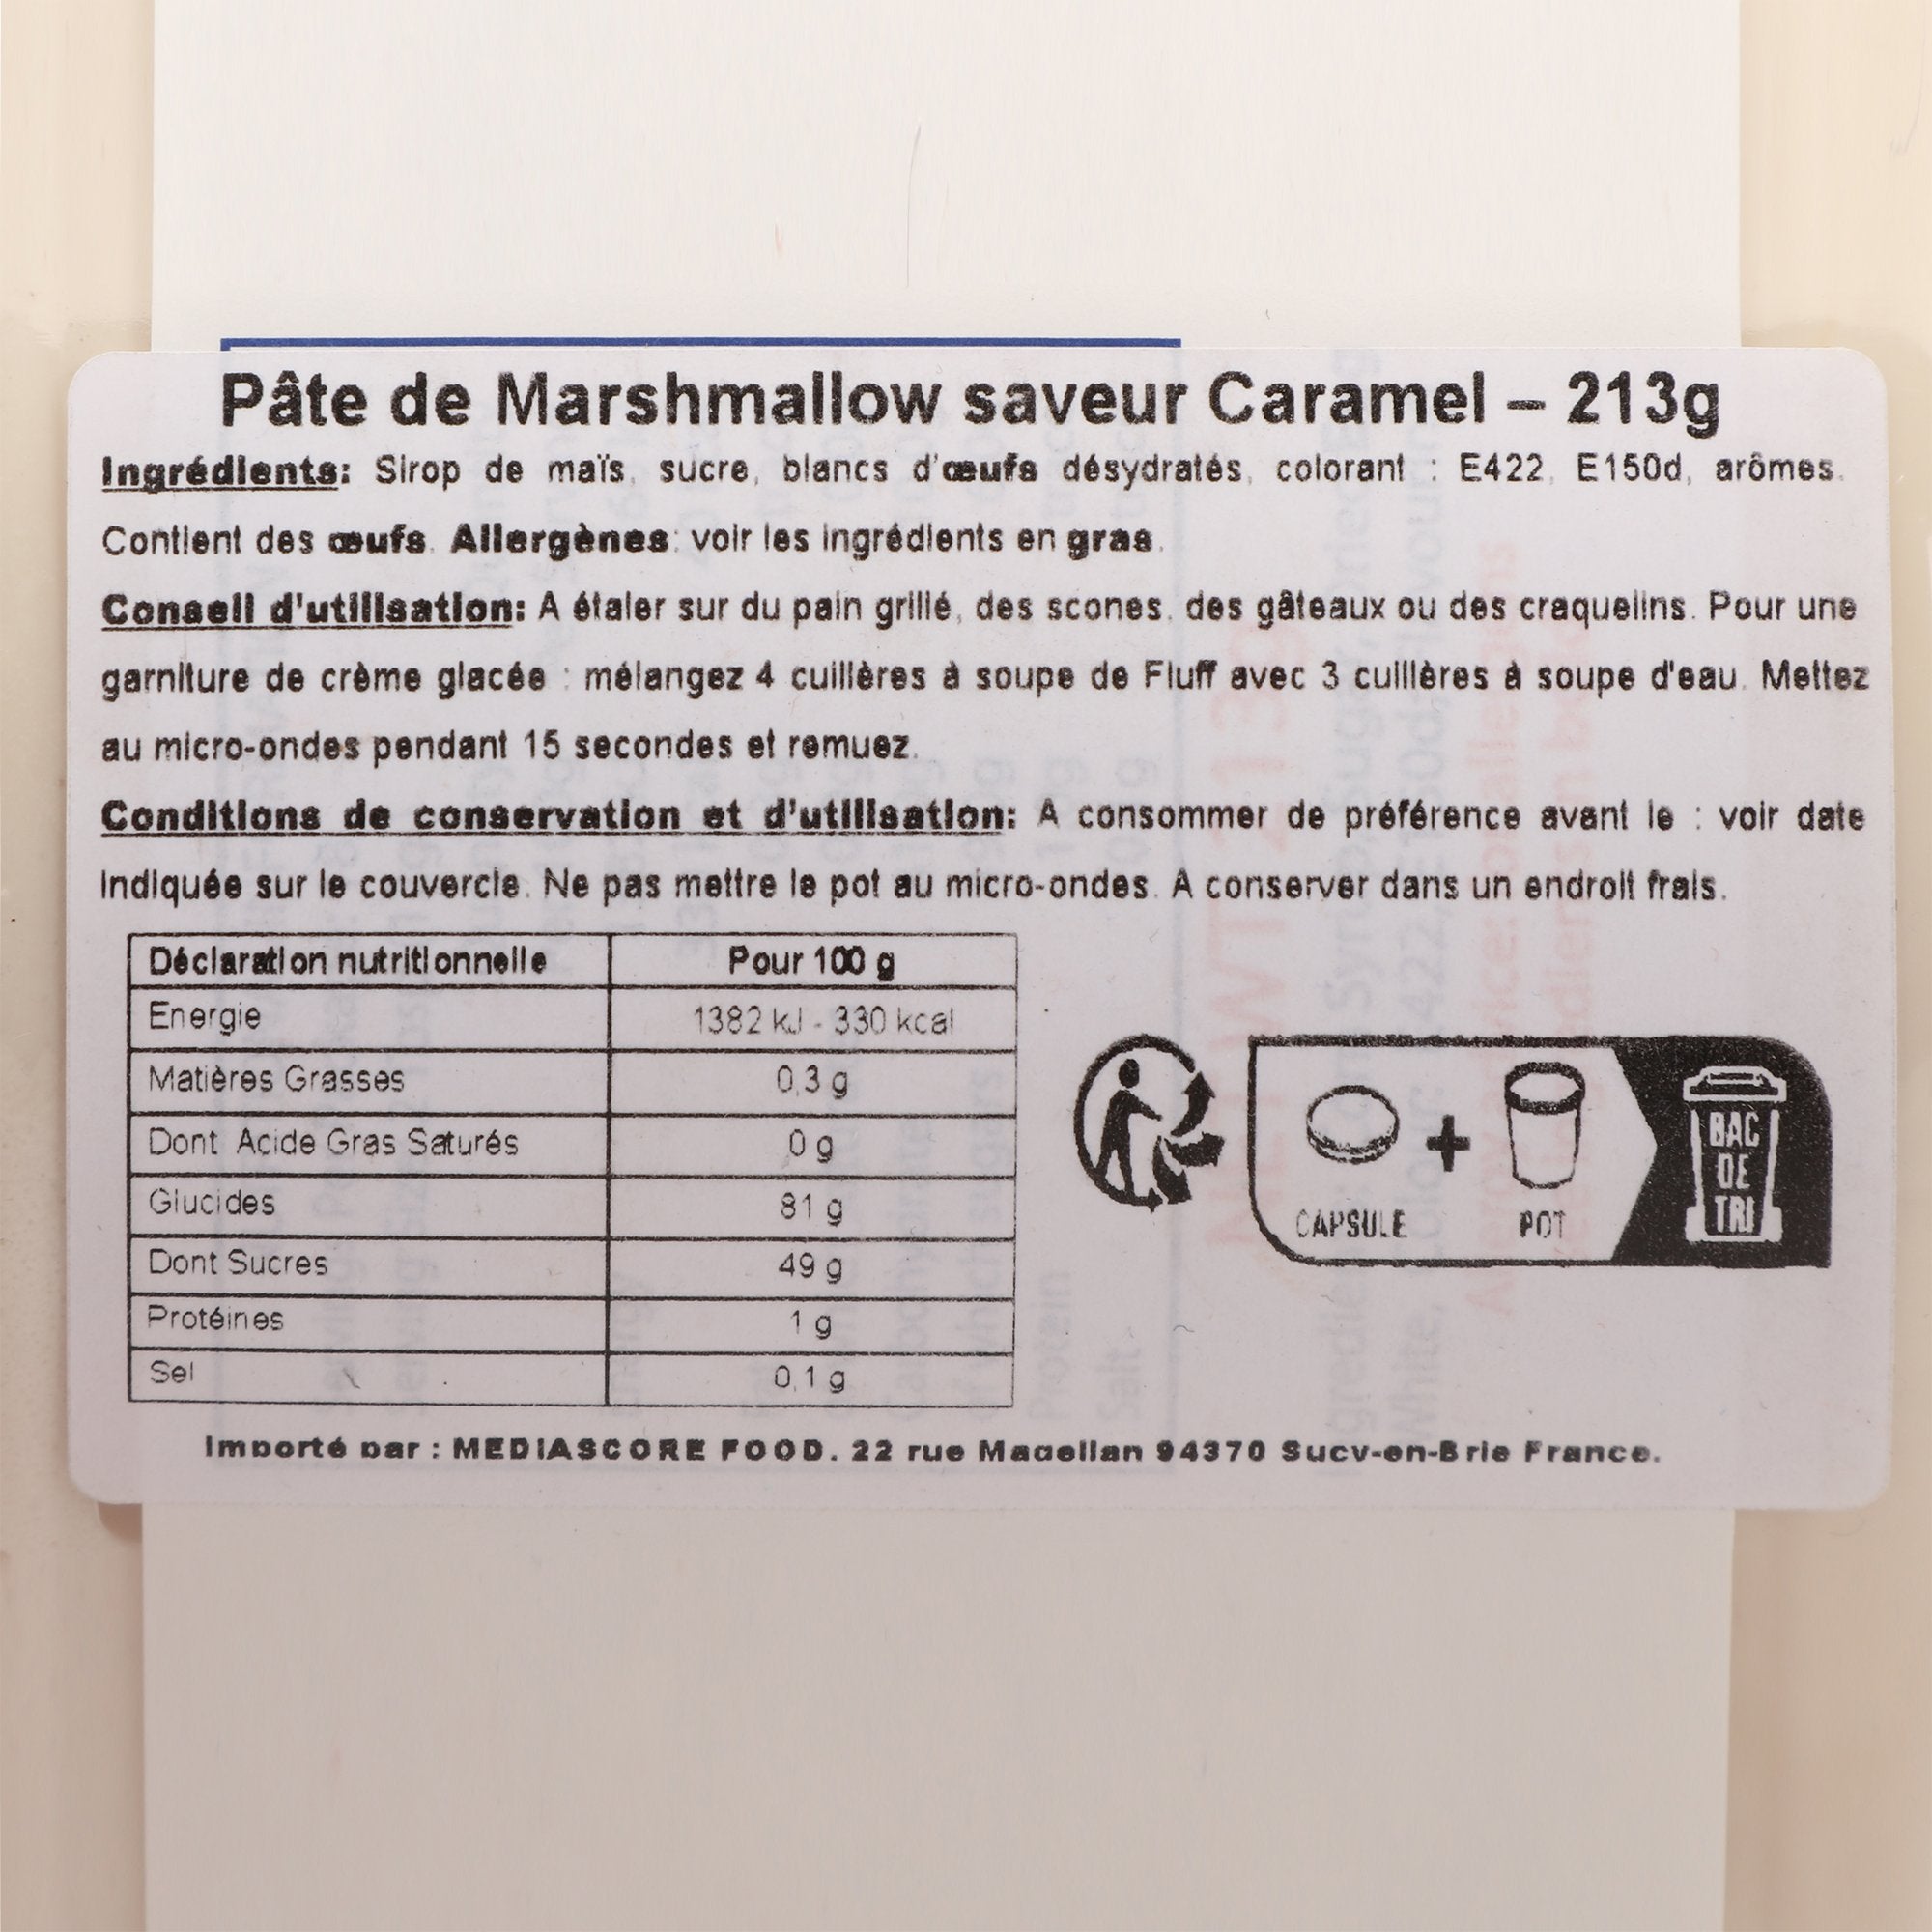 Pâte de Marshmallow saveur Caramel – 213g
Ingrédients: Sirop de maïs, sucre, blancs d'œufs désydratés, colorant : E422, E150d, arômes.
Contient des œufs. Allergènes: voir les ingrédients en gras.
Conseil d'utilisation: A étaler sur du pain grillé, des scones, des gâteaux ou des craquelins. Pour une
garniture de crème glacée : mélangez 4 cuillères à soupe de Fluff avec 3 cuillères à soupe d'eau. Mettez
au micro-ondes pendant 15 secondes et remuez.
Conditions de conservation et d'utilisation: A consommer de préférence avant le : voir date
indiquée sur le couvercle. Ne pas mettre le pot au micro-ondes. A conserver dans un endroit frais.
Déclaration nutritionnelle Pour 100 g
Energie 1382 kJ - 330 kcal
Matières Grasses 0,3 g
Dont Acide Gras Saturés 0 g
Glucides 81 g
Dont Sucres 49 g
Protéines 1 g
Sel 0,1 g
CAPSULE + POT
BAC
DE
TRI
Importé par : MEDIASCORE FOOD. 22 rue Magellan 94370 Sucy-en-Brie France.